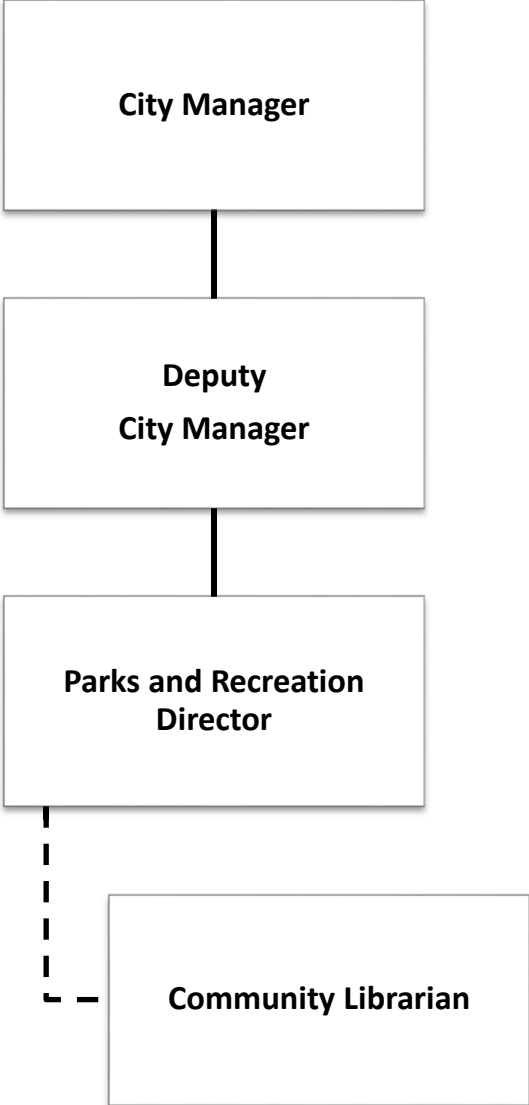 City Manager
Deputy
City Manager
Parks and Recreation
Director
Community Librarian